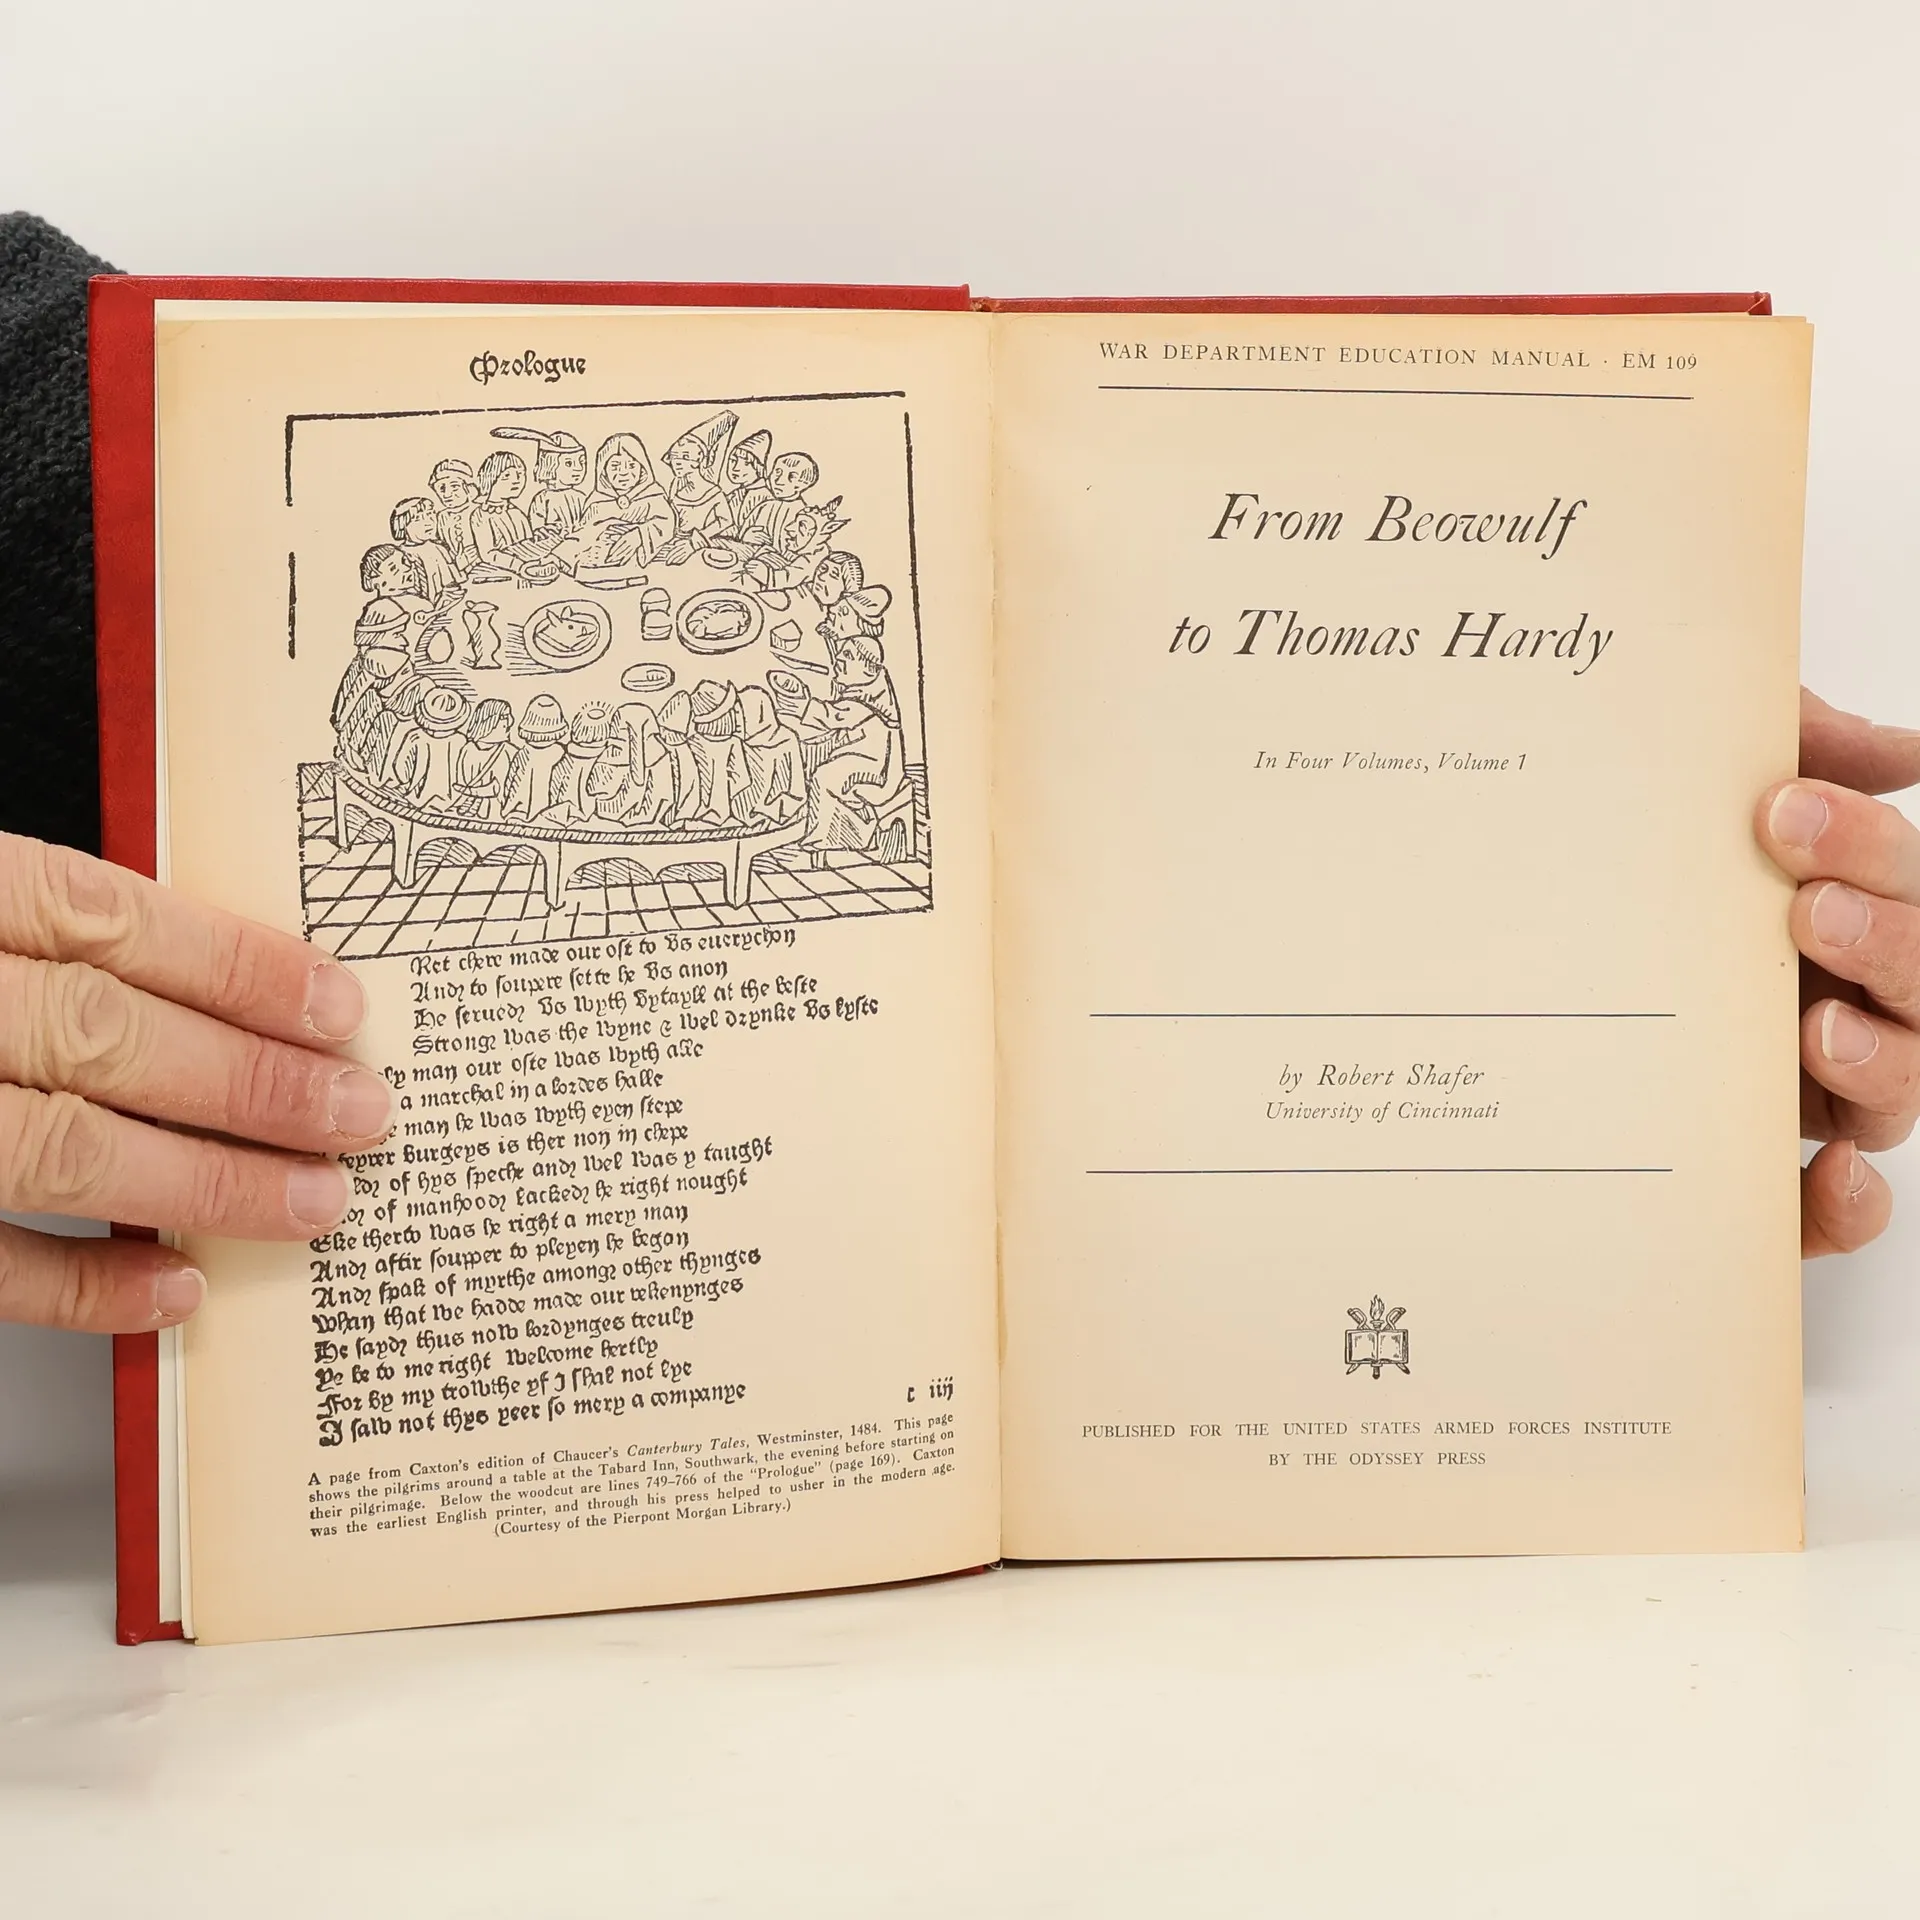 Prologue
Ret chere made our ost to vs euerychon
And to soupere sette he vs anon
He serued vs wyth vytayll at the beste
Strong was the wyne & wel drynke vs lyste
ly man our oste was wyth alle
a marchal in a lordes halle
man he was wyth eyen stepe
feyrer burgeys is ther non in chepe
of hys speche and wel was y taught
of manhood lacked he right nought
Eke therto was he right a mery man
And aftir soupper to pleyen he began
And spak of myrthe among other thynges
Whan that we hadde made our rekenynges
He sayd thus now lordynges treuly
Ye be to me right welcome hertly
For by my trowthe yf I shal not lye
I saw not thys yeer so mery a companye
c iiij
A page from Caxton's edition of Chaucer's Canterbury Tales, Westminster, 1484. This page
shows the pilgrims around a table at the Tabard Inn, Southwark, the evening before starting on
their pilgrimage. Below the woodcut are lines 749–766 of the "Prologue" (page 169). Caxton
was the earliest English printer, and through his press helped to usher in the modern age.
(Courtesy of the Pierpont Morgan Library.)
WAR DEPARTMENT EDUCATION MANUAL · EM 109
From Beowulf
to Thomas Hardy
In Four Volumes, Volume 1
by Robert Shafer
University of Cincinnati
PUBLISHED FOR THE UNITED STATES ARMED FORCES INSTITUTE
BY THE ODYSSEY PRESS